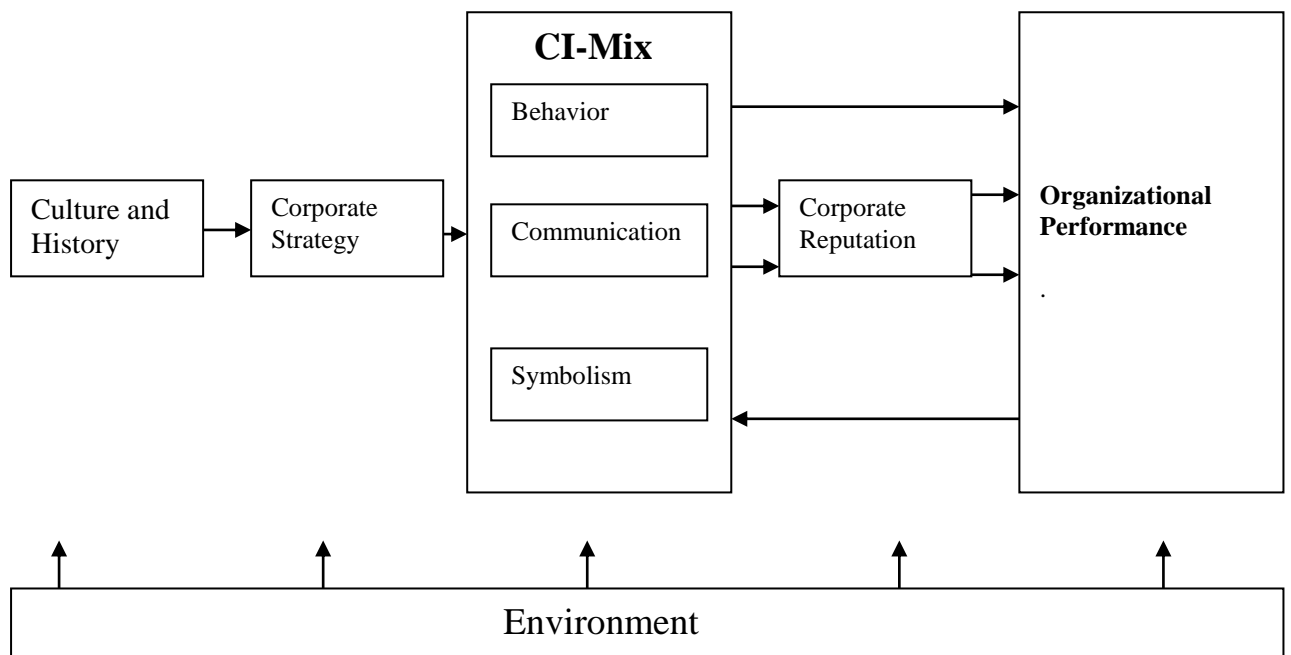 CI-Mix
Behavior
Culture and
History
Corporate
Strategy
Communication
Corporate
Reputation
Organizational
Performance
.
Symbolism
Environment